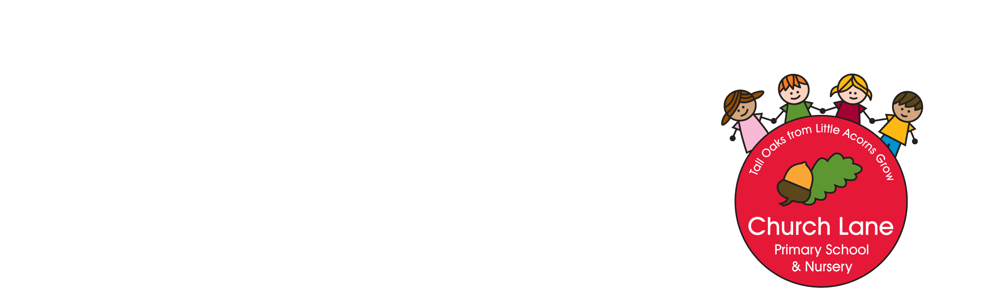 Tall Oaks from Little Acorns Grow
Church Lane
Primary School
& Nursery